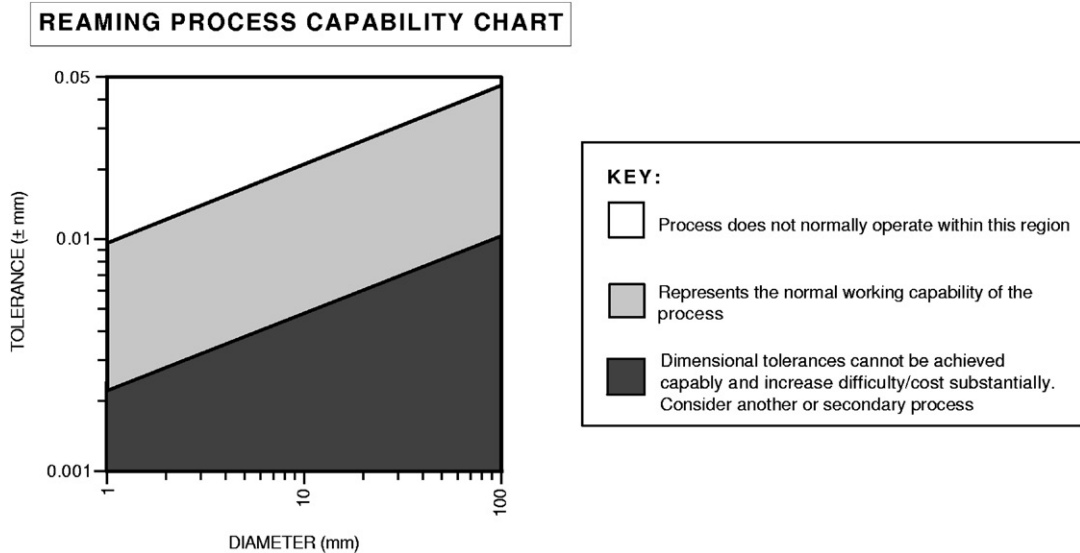 REAMING PROCESS CAPABILITY CHART
0.05
0.01
0.001
TOLERANCE (± mm)
1
10
100
DIAMETER (mm)
KEY:
Process does not normally operate within this region
Represents the normal working capability of the
process
Dimensional tolerances cannot be achieved
capably and increase difficulty/cost substantially.
Consider another or secondary process